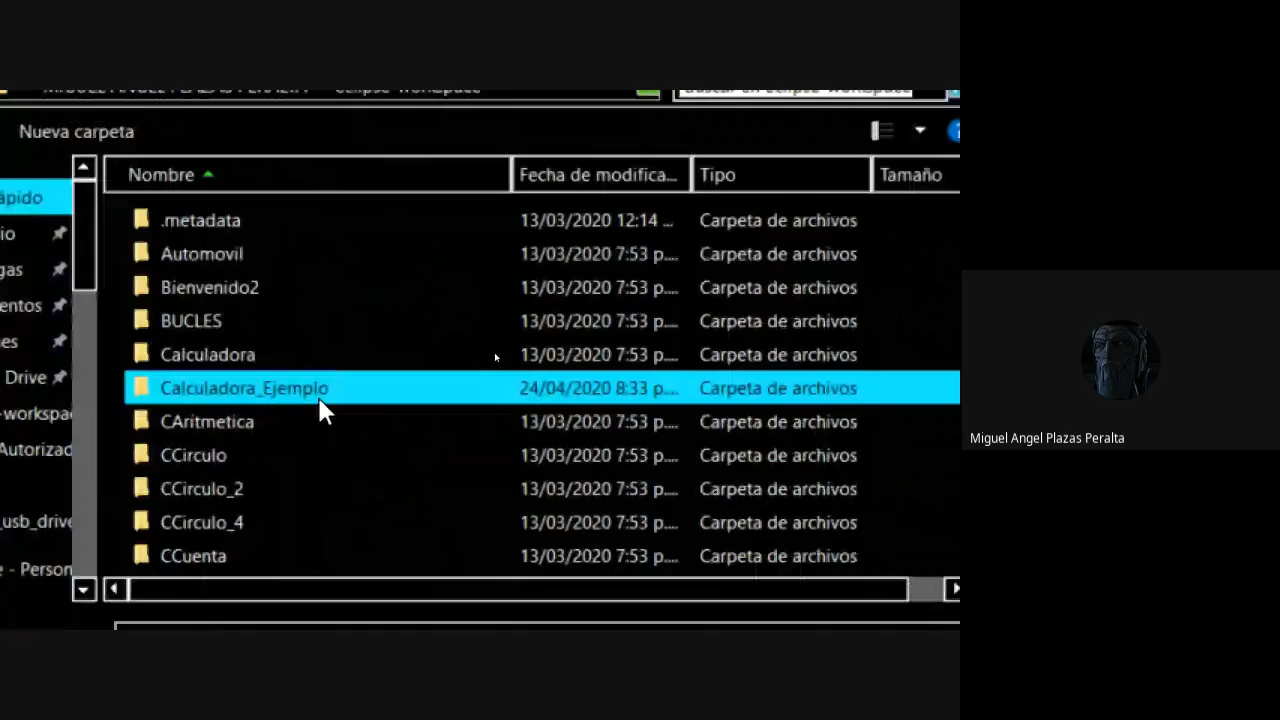 Nueva carpeta
?
Nombre
Fecha de modifica...
Tipo
Tamaño
ápido
io
gas
entos
es
Drive
-workspa
Autorizad
_usb_drive
e - Person
.metadata 13/03/2020 12:14 ... Carpeta de archivos
Automovil 13/03/2020 7:53 p.... Carpeta de archivos
Bienvenido2 13/03/2020 7:53 p.... Carpeta de archivos
BUCLES 13/03/2020 7:53 p.... Carpeta de archivos
Calculadora 13/03/2020 7:53 p.... Carpeta de archivos
Calculadora_Ejemplo 24/04/2020 8:33 p.... Carpeta de archivos
CAritmetica 13/03/2020 7:53 p.... Carpeta de archivos
CCirculo 13/03/2020 7:53 p.... Carpeta de archivos
CCirculo_2 13/03/2020 7:53 p.... Carpeta de archivos
CCirculo_4 13/03/2020 7:53 p.... Carpeta de archivos
CCuenta 13/03/2020 7:53 p.... Carpeta de archivos
Miguel Angel Plazas Peralta